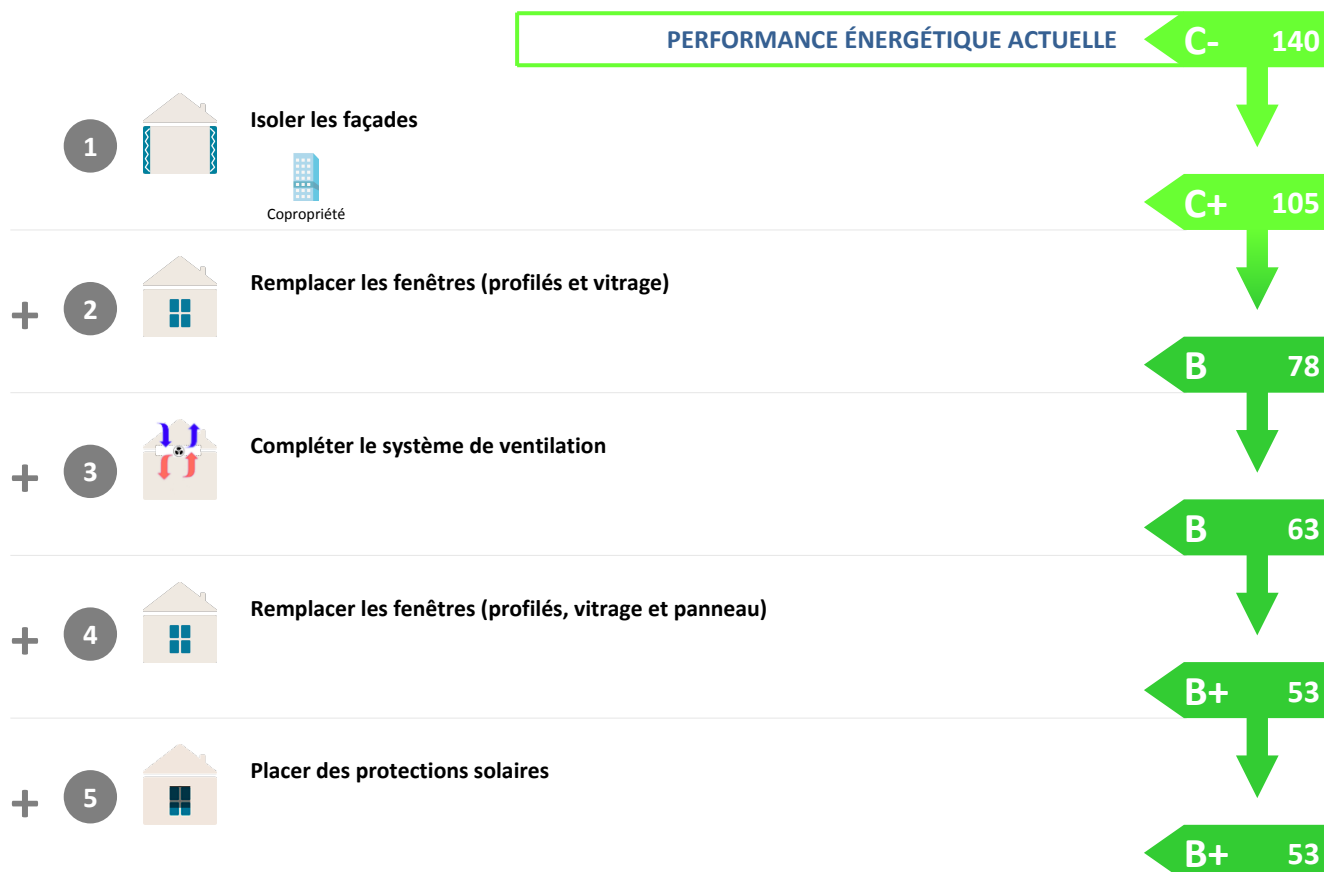 PERFORMANCE ÉNERGÉTIQUE ACTUELLE C- 140
1 Isoler les façades
Copropriété
C+ 105
+ 2 Remplacer les fenêtres (profilés et vitrage)
B 78
+ 3 Compléter le système de ventilation
B 63
+ 4 Remplacer les fenêtres (profilés, vitrage et panneau)
B+ 53
+ 5 Placer des protections solaires
B+ 53